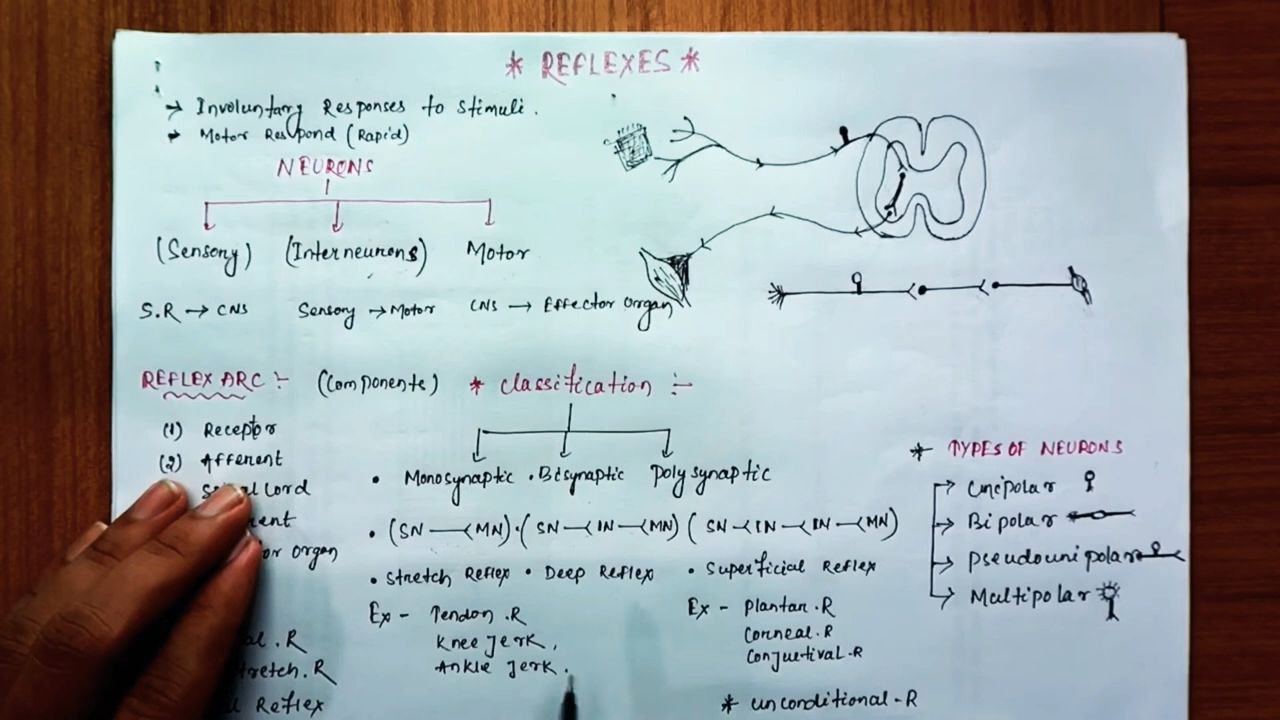 * REFLEXES *
→ Involuntary Responses to stimuli.
→ Motor Respond (Rapid)
NEURONS
(Sensory) (Interneurons) Motor
S.R → CNS Sensory → Motor CNS → Effector Organ
REFLEX ARC :- (Components)
(1) Receptor
(2) Afferent
Cord
Organ
.R
.R
Reflex
* Classification :-
• Monosynaptic • Bisynaptic Polysynaptic
• (SN —< MN) • (SN —< IN —< MN) (SN —< IN —< IN —< MN)
• Stretch Reflex • Deep Reflex • Superficial Reflex
Ex - Tendon .R
Knee Jerk,
Ankle Jerk.
Ex - Plantan .R
Corneal .R
Conjuctival .R
* unconditional - R
* TYPES OF NEURONS
→ Unipolar
→ Bipolar
→ Pseudounipolar
→ Multipolar